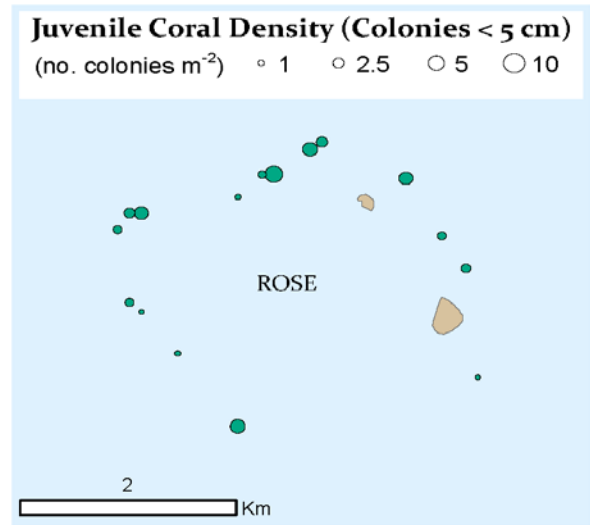 Juvenile Coral Density (Colonies < 5 cm)
(no. colonies m⁻²) 1 2.5 5 10
ROSE
2
Km